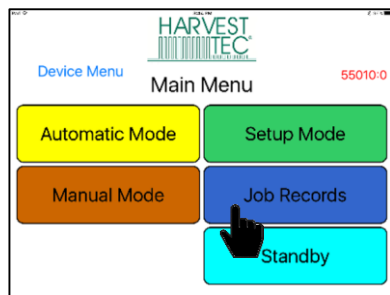 HARVEST
TEC
Device Menu
Main Menu
55010:0
Automatic Mode
Setup Mode
Manual Mode
Job Records
Standby